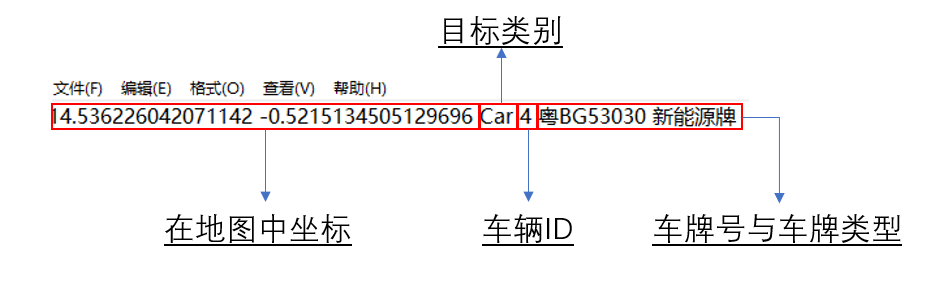 目标类别
文件(F) 编辑(E) 格式(O) 查看(V) 帮助(H)
14.536226042071142 -0.5215134505129696 Car 4 粤BG53030 新能源牌
在地图中坐标 车辆ID 车牌号与车牌类型